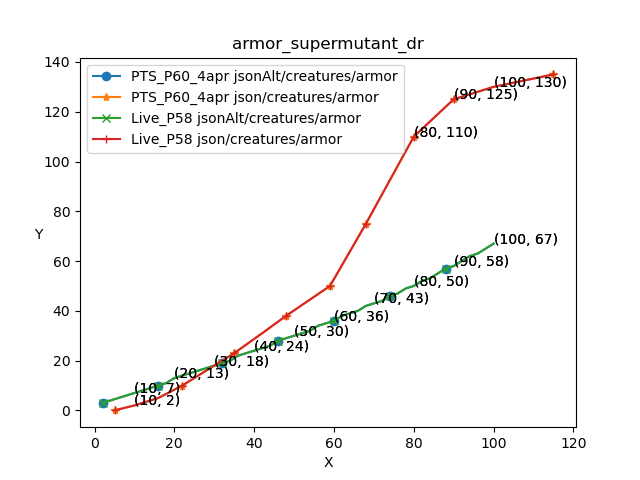 armor_supermutant_dr
PTS_P60_4apr jsonAlt/creatures/armor
PTS_P60_4apr json/creatures/armor
Live_P58 jsonAlt/creatures/armor
Live_P58 json/creatures/armor
140
120
100
80
60
40
20
0
Y
(100, 130)
(90, 125)
(80, 110)
(100, 67)
(90, 58)
(80, 50)
(70, 43)
(60, 36)
(50, 30)
(40, 24)
(30, 18)
(20, 13)
(10, 7)
(10, 2)
0 20 40 60 80 100 120
X